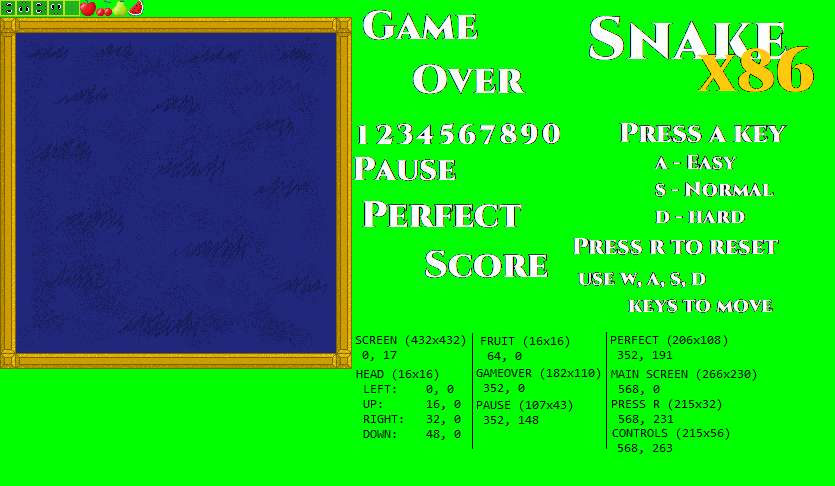 GAME
OVER
1234567890
PAUSE
PERFECT
SCORE
SNAKE
x86
PRESS A KEY
A - EASY
S - NORMAL
D - HARD
PRESS R TO RESET
USE W, A, S, D
KEYS TO MOVE
SCREEN (432x432)
0, 17
HEAD (16x16)
LEFT: 0, 0
UP: 16, 0
RIGHT: 32, 0
DOWN: 48, 0
FRUIT (16x16)
64, 0
GAMEOVER (182x110)
352, 0
PAUSE (107x43)
352, 148
PERFECT (206x108)
352, 191
MAIN SCREEN (266x230)
568, 0
PRESS R (215x32)
568, 231
CONTROLS (215x56)
568, 263